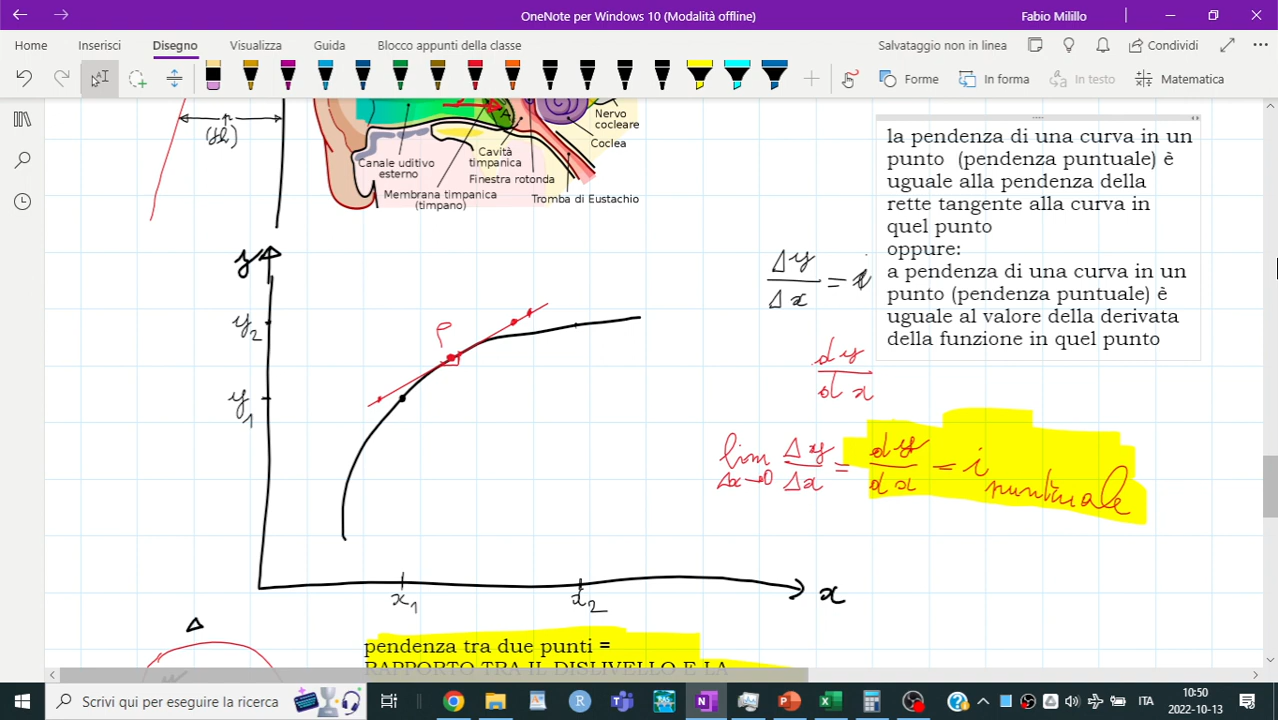 OneNote per Windows 10 (Modalità offline)
Fabio Milillo
Home Inserisci Disegno Visualizza Guida Blocco appunti della classe
Salvataggio non in linea
Condividi
Forme
In forma
In testo
Matematica
(fh)
A
Nervo
cocleare
Coclea
Canale uditivo
esterno
Cavità
timpanica
Finestra rotonda
Membrana timpanica
(timpano)
Tromba di Eustachio
la pendenza di una curva in un
punto (pendenza puntuale) è
uguale alla pendenza della
rette tangente alla curva in
quel punto
oppure:
a pendenza di una curva in un
punto (pendenza puntuale) è
uguale al valore della derivata
della funzione in quel punto
y
y2
y1
P
Δy
Δx
= i
dy
dx
lim Δy = dy = i puntuale
Δx→0 Δx dx
x1
x2
x
Δ
pendenza tra due punti =
RAPPORTO TRA IL DISLIVELLO E LA
Scrivi qui per eseguire la ricerca
ITA
10:50
2022-10-13